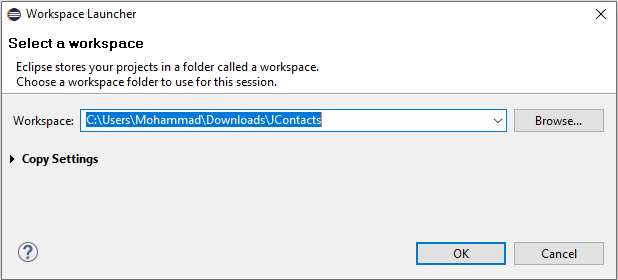 Workspace Launcher
Select a workspace
Eclipse stores your projects in a folder called a workspace.
Choose a workspace folder to use for this session.
Workspace: C:\Users\Mohammad\Downloads\JContacts Browse...
Copy Settings
? OK Cancel